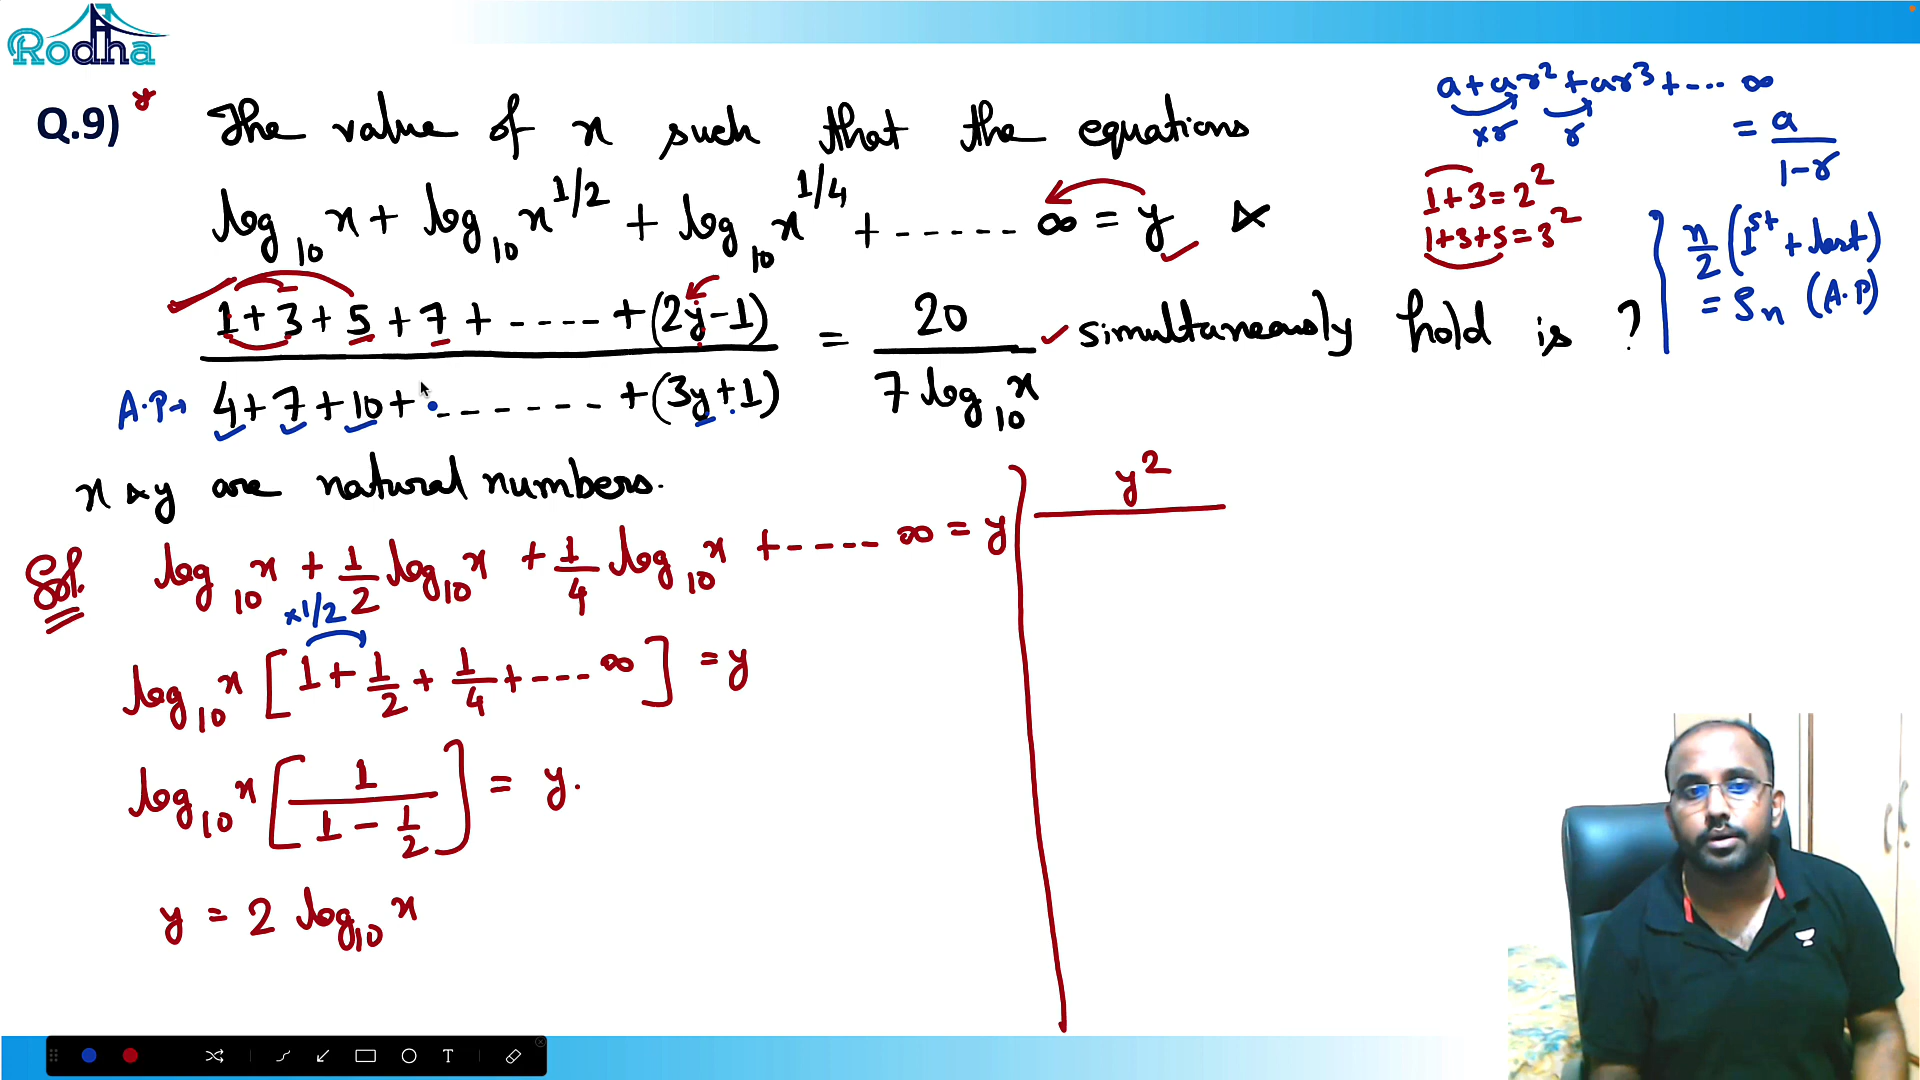 Rodha
Q.9) The value of x such that the equations
log₁₀ x + log₁₀ x^1/2 + log₁₀ x^1/4 + ----- ∞ = y &
1 + 3 + 5 + 7 + ---- + (2y-1)
4 + 7 + 10 + ------- + (3y+1)
= 20 / 7 log₁₀ x simultaneously hold is ?
A.P→
x & y are natural numbers.
Sol. log₁₀ x + 1/2 log₁₀ x + 1/4 log₁₀ x + ----- ∞ = y
×1/2
log₁₀ x [ 1 + 1/2 + 1/4 + --- ∞ ] = y
log₁₀ x [ 1 / 1 - 1/2 ] = y.
y = 2 log₁₀ x
y²
a + ar² + ar³ + --- ∞
×r r
= a / 1-r
1+3 = 2²
1+3+5 = 3²
n/2 (1st + last)
= Sn (A.P)
T